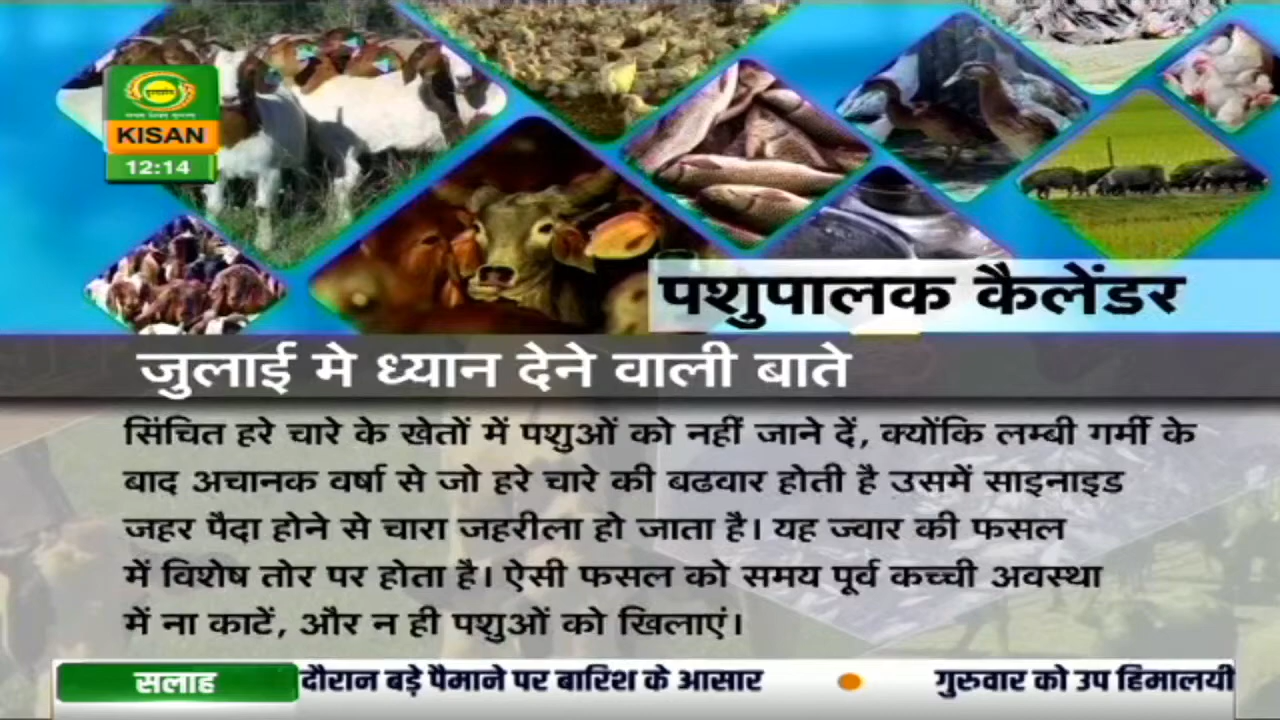 KISAN
12:14
पशुपालक कैलेंडर
जुलाई मे ध्यान देने वाली बाते
सिंचित हरे चारे के खेतों में पशुओं को नहीं जाने दें, क्योंकि लम्बी गर्मी के
बाद अचानक वर्षा से जो हरे चारे की बढवार होती है उसमें साइनाइड
जहर पैदा होने से चारा जहरीला हो जाता है। यह ज्वार की फसल
में विशेष तोर पर होता है। ऐसी फसल को समय पूर्व कच्ची अवस्था
में ना काटें, और न ही पशुओं को खिलाएं।
सलाह दौरान बड़े पैमाने पर बारिश के आसार गुरुवार को उप हिमालयी